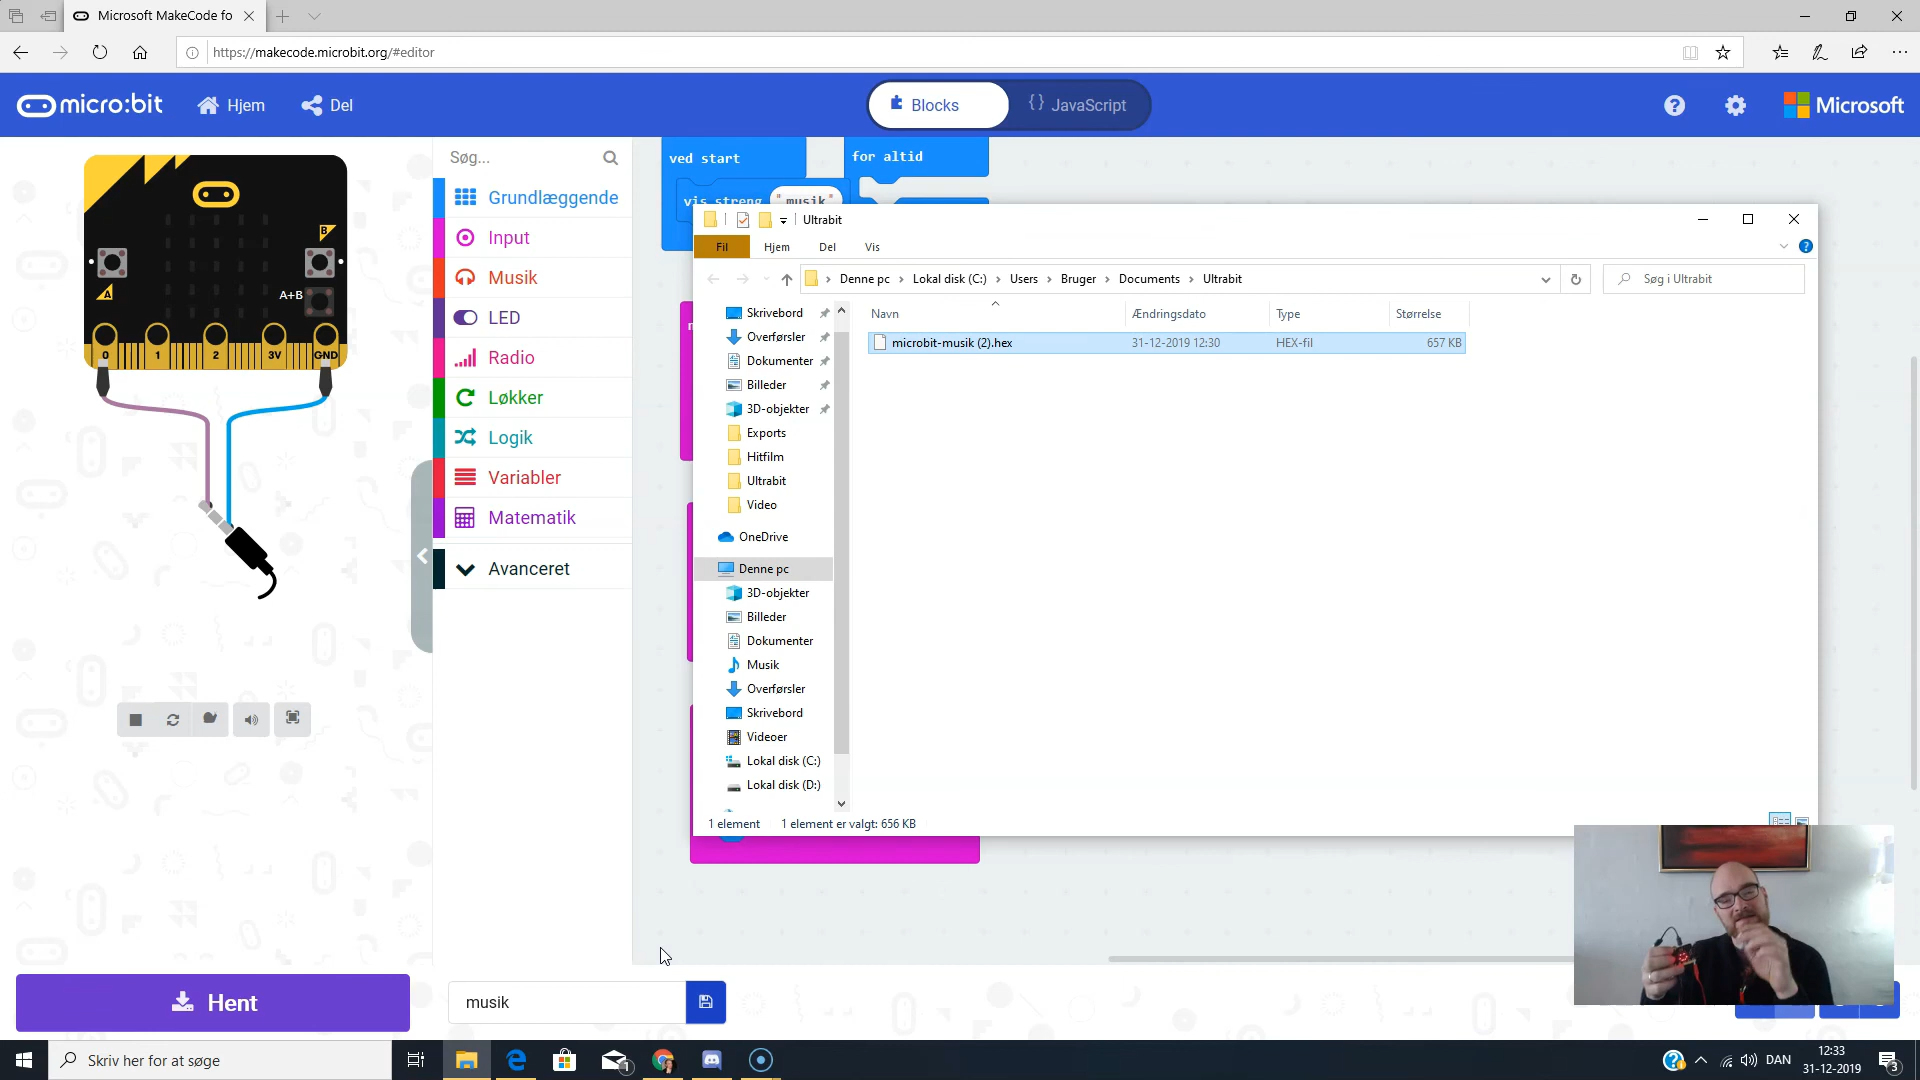 Microsoft MakeCode fo
https://makecode.microbit.org/#editor
micro:bit
Hjem
Del
Blocks
{ } JavaScript
Microsoft
B
A
A+B
0
1
2
3V
GND
Søg...
Grundlæggende
Input
Musik
LED
Radio
Løkker
Logik
Variabler
Matematik
Avanceret
ved start
vis streng "musik"
for altid
Ultrabit
Fil
Hjem
Del
Vis
Denne pc
Lokal disk (C:)
Users
Bruger
Documents
Ultrabit
Søg i Ultrabit
Skrivebord
Overførsler
Dokumenter
Billeder
3D-objekter
Exports
Hitfilm
Ultrabit
Video
OneDrive
Denne pc
3D-objekter
Billeder
Dokumenter
Musik
Overførsler
Skrivebord
Videoer
Lokal disk (C:)
Lokal disk (D:)
Navn
Ændringsdato
Type
Størrelse
microbit-musik (2).hex
31-12-2019 12:30
HEX-fil
657 KB
1 element
1 element er valgt: 656 KB
Hent
musik
Skriv her for at søge
1
DAN
12:33
31-12-2019
3